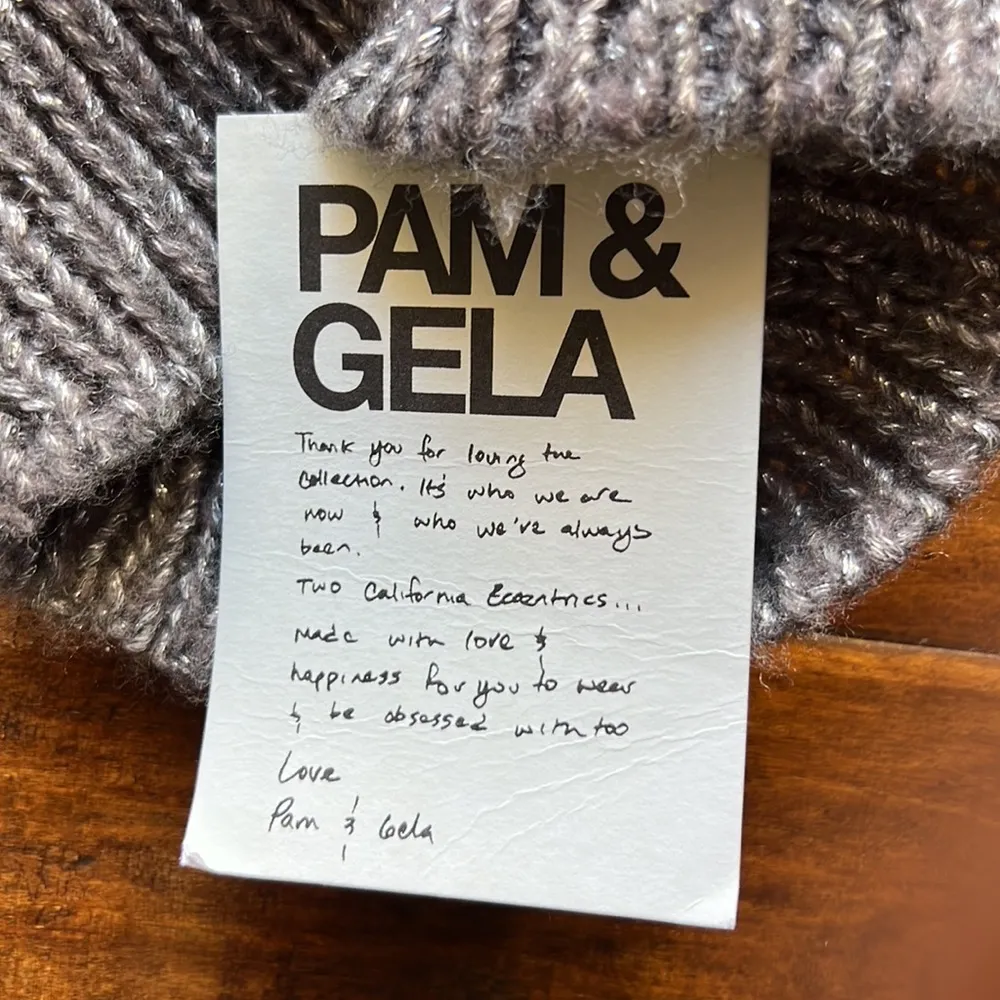 PAM &
GELA
Thank you for loving the
collection. It's who we are
now & who we've always
been.
Two California Eccentrics...
Made with love &
happiness for you to wear
& be obsessed with too
Love
Pam & Gela